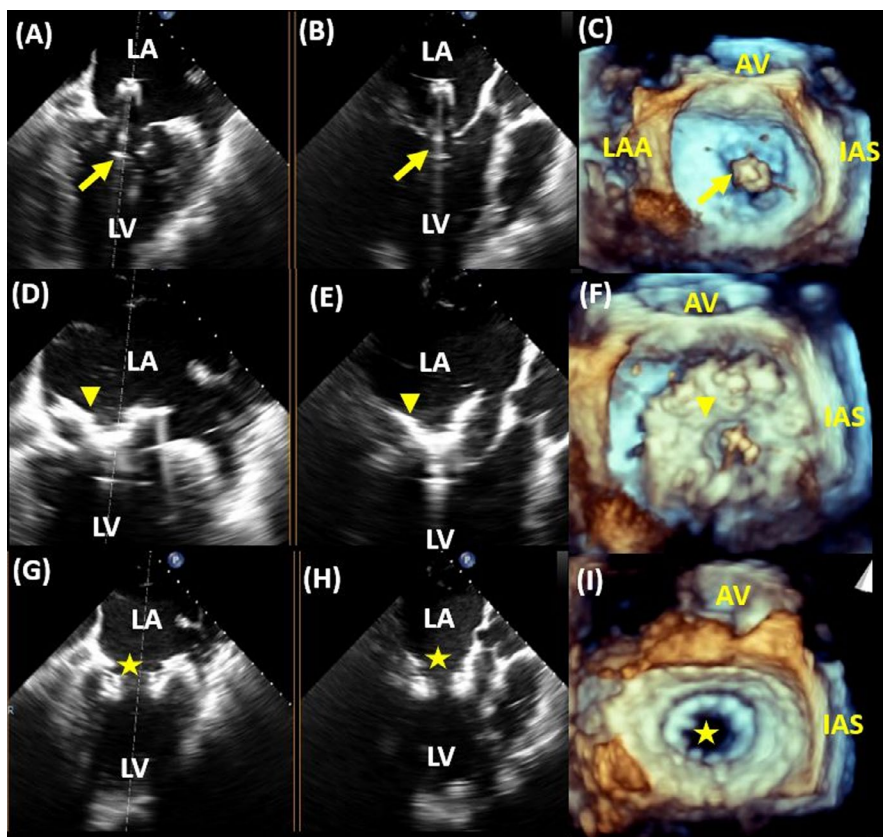 (A)
LA
LV
(B)
LA
LV
(C)
AV
LAA
IAS
(D)
LA
LV
(E)
LA
LV
(F)
AV
IAS
(G)
P
LA
R
LV
(H)
P
LA
LV
(I)
AV
IAS